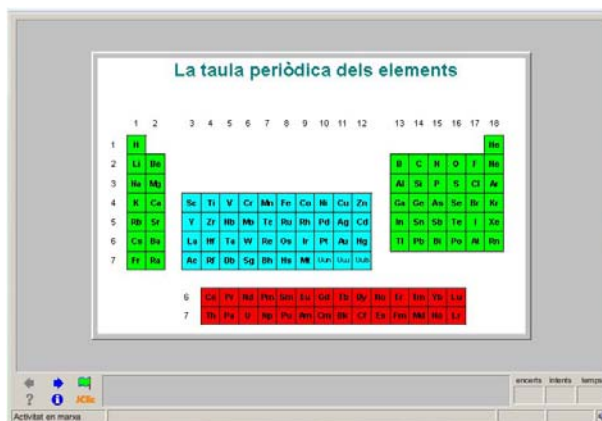 La taula periòdica dels elements
1 2 3 4 5 6 7 8 9 10 11 12 13 14 15 16 17 18
1 H He
2 Li Be B C N O F Ne
3 Na Mg Al Si P S Cl Ar
4 K Ca Sc Ti V Cr Mn Fe Co Ni Cu Zn Ga Ge As Se Br Kr
5 Rb Sr Y Zr Nb Mo Tc Ru Rh Pd Ag Cd In Sn Sb Te I Xe
6 Cs Ba La Hf Ta W Re Os Ir Pt Au Hg Tl Pb Bi Po At Rn
7 Fr Ra Ac Rf Db Sg Bh Hs Mt Uun Uuu Uub
6 Ce Pr Nd Pm Sm Eu Gd Tb Dy Ho Er Tm Yb Lu
7 Th Pa U Np Pu Am Cm Bk Cf Es Fm Md No Lr
encerts intents temps
? i JClic
Activitat en marxa